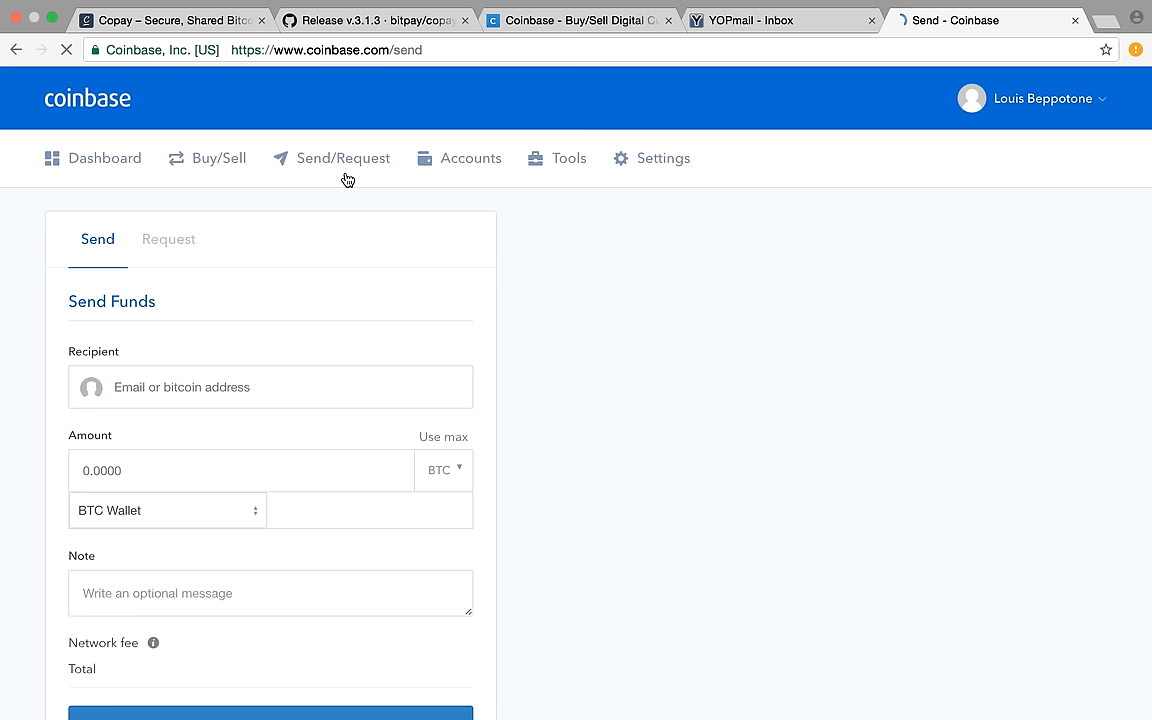 Copay – Secure, Shared Bitco
Release v.3.1.3 · bitpay/copay
Coinbase - Buy/Sell Digital C
YOPmail - Inbox
Send - Coinbase
Coinbase, Inc. [US]
https://www.coinbase.com/send
coinbase
Louis Beppotone
Dashboard
Buy/Sell
Send/Request
Accounts
Tools
Settings
Send
Request
Send Funds
Recipient
Email or bitcoin address
Amount
Use max
0.0000
BTC
BTC Wallet
Note
Write an optional message
Network fee
Total